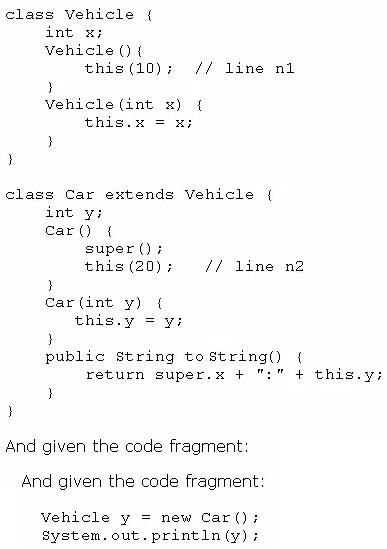 class Vehicle {
    int x;
    Vehicle(){
        this(10);  // line n1
    }
    Vehicle(int x) {
        this.x = x;
    }
}
class Car extends Vehicle {
    int y;
    Car() {
        super();
        this(20);   // line n2
    }
    Car(int y) {
       this.y = y;
    }
    public String toString() {
        return super.x + ":" + this.y;
    }
}
And given the code fragment:
And given the code fragment:
Vehicle y = new Car();
System.out.println(y);